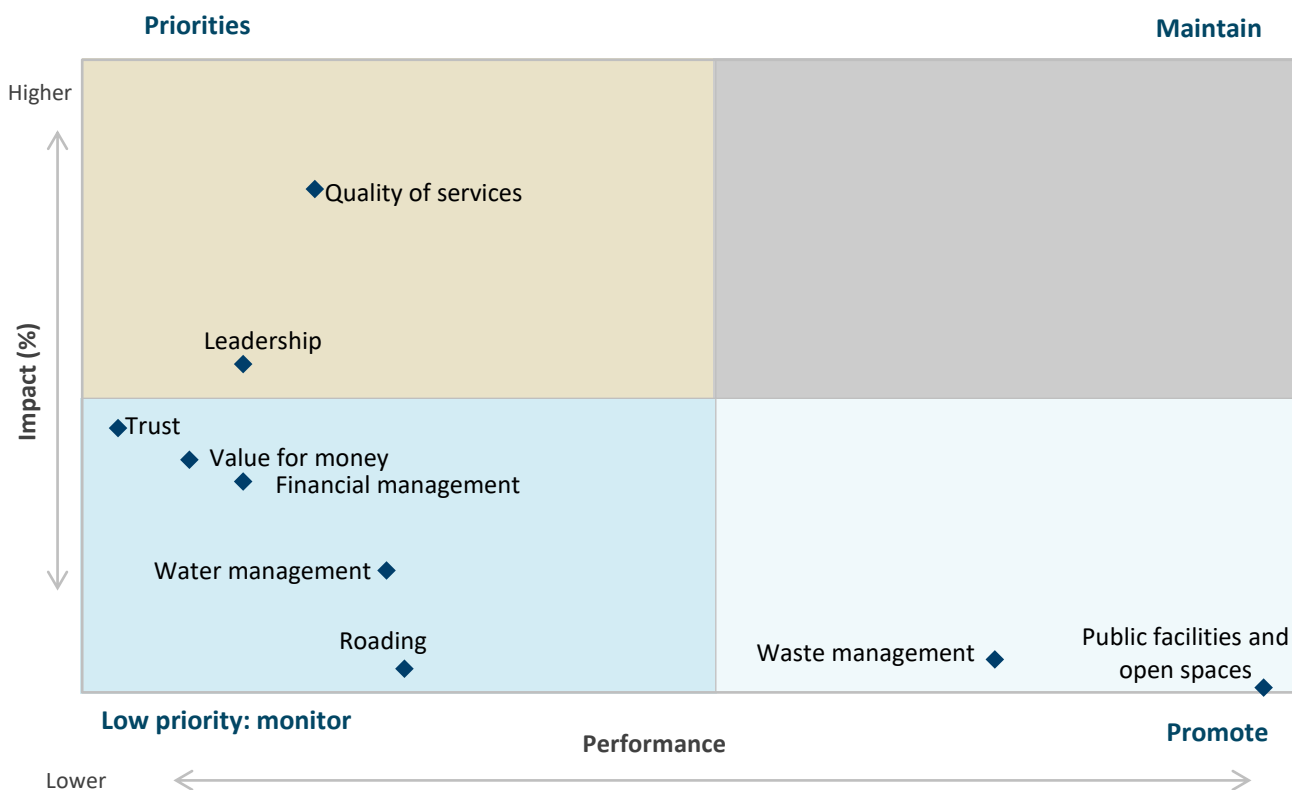 Priorities
Maintain
Higher
Quality of services
Leadership
Impact (%)
Trust
Value for money
Financial management
Water management
Roading
Waste management
Public facilities and
open spaces
Low priority: monitor
Promote
Performance
Lower